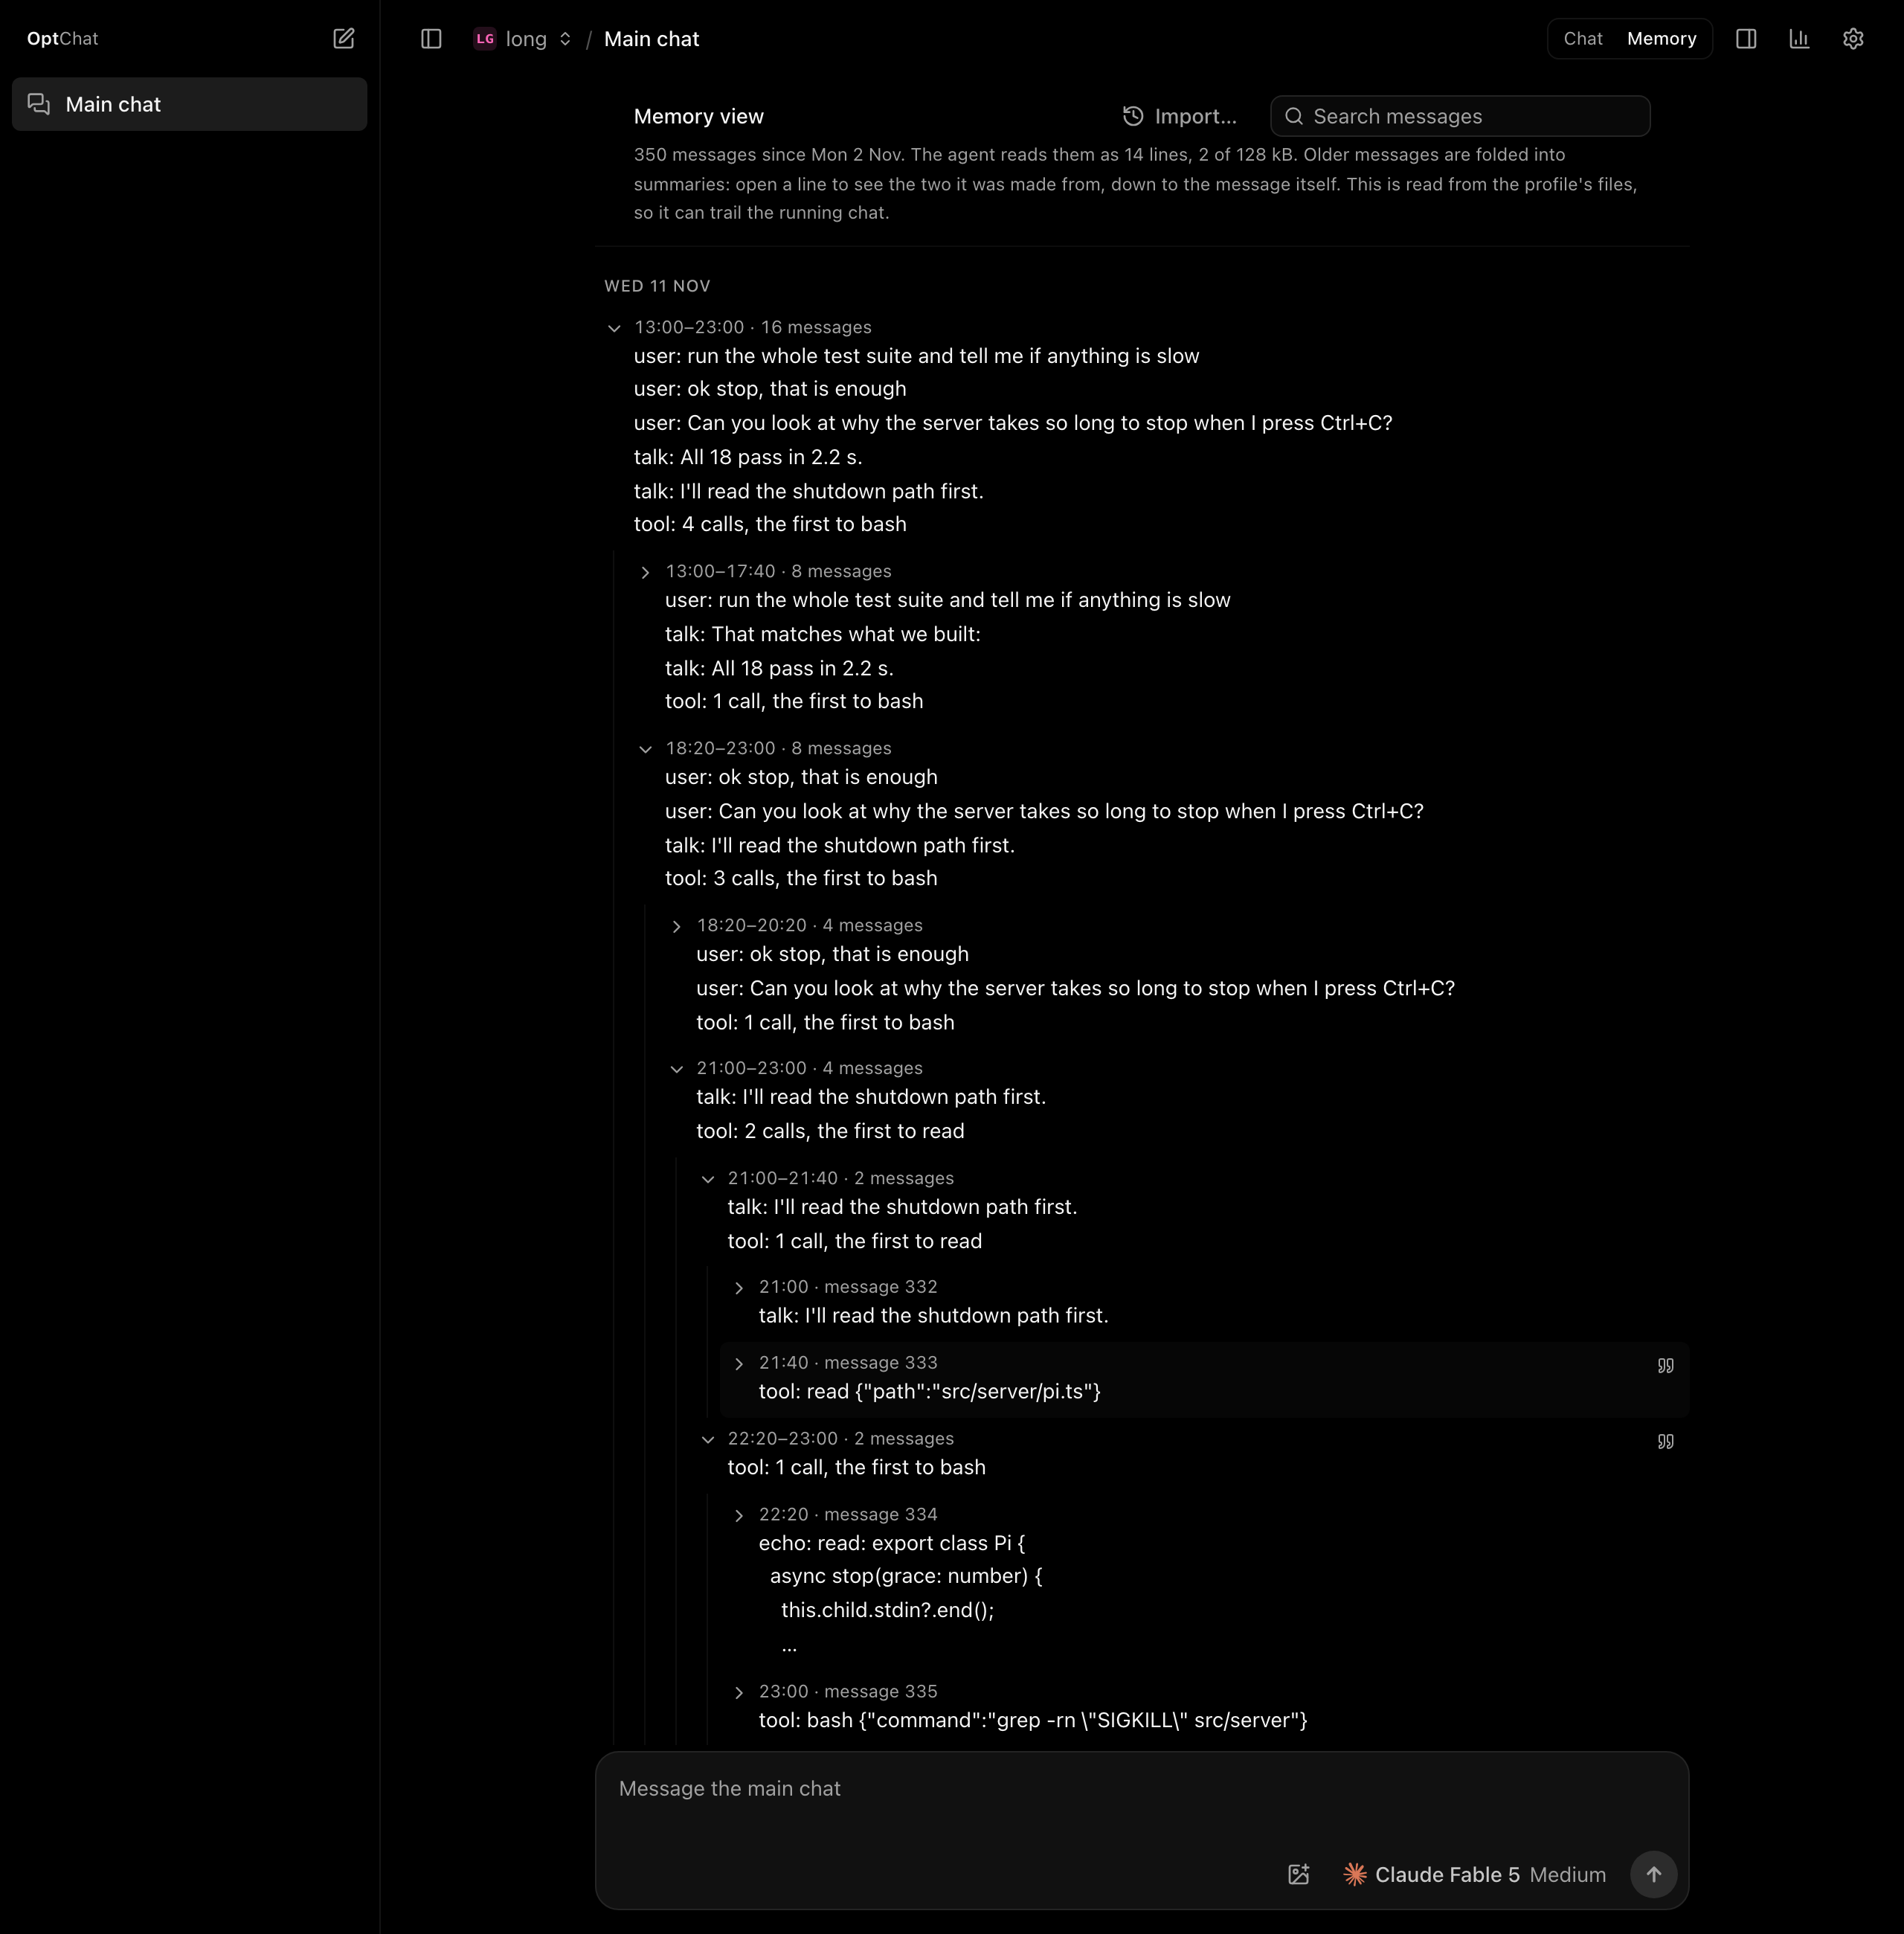 OptChat
LG long / Main chat
Chat Memory
Main chat
Memory view
Import...
Search messages
350 messages since Mon 2 Nov. The agent reads them as 14 lines, 2 of 128 kB. Older messages are folded into
summaries: open a line to see the two it was made from, down to the message itself. This is read from the profile's files,
so it can trail the running chat.
WED 11 NOV
13:00–23:00 · 16 messages
user: run the whole test suite and tell me if anything is slow
user: ok stop, that is enough
user: Can you look at why the server takes so long to stop when I press Ctrl+C?
talk: All 18 pass in 2.2 s.
talk: I'll read the shutdown path first.
tool: 4 calls, the first to bash
13:00–17:40 · 8 messages
user: run the whole test suite and tell me if anything is slow
talk: That matches what we built:
talk: All 18 pass in 2.2 s.
tool: 1 call, the first to bash
18:20–23:00 · 8 messages
user: ok stop, that is enough
user: Can you look at why the server takes so long to stop when I press Ctrl+C?
talk: I'll read the shutdown path first.
tool: 3 calls, the first to bash
18:20–20:20 · 4 messages
user: ok stop, that is enough
user: Can you look at why the server takes so long to stop when I press Ctrl+C?
tool: 1 call, the first to bash
21:00–23:00 · 4 messages
talk: I'll read the shutdown path first.
tool: 2 calls, the first to read
21:00–21:40 · 2 messages
talk: I'll read the shutdown path first.
tool: 1 call, the first to read
21:00 · message 332
talk: I'll read the shutdown path first.
21:40 · message 333
tool: read {"path":"src/server/pi.ts"}
22:20–23:00 · 2 messages
tool: 1 call, the first to bash
22:20 · message 334
echo: read: export class Pi {
async stop(grace: number) {
this.child.stdin?.end();
...
23:00 · message 335
tool: bash {"command":"grep -rn \"SIGKILL\" src/server"}
Message the main chat
Claude Fable 5 Medium